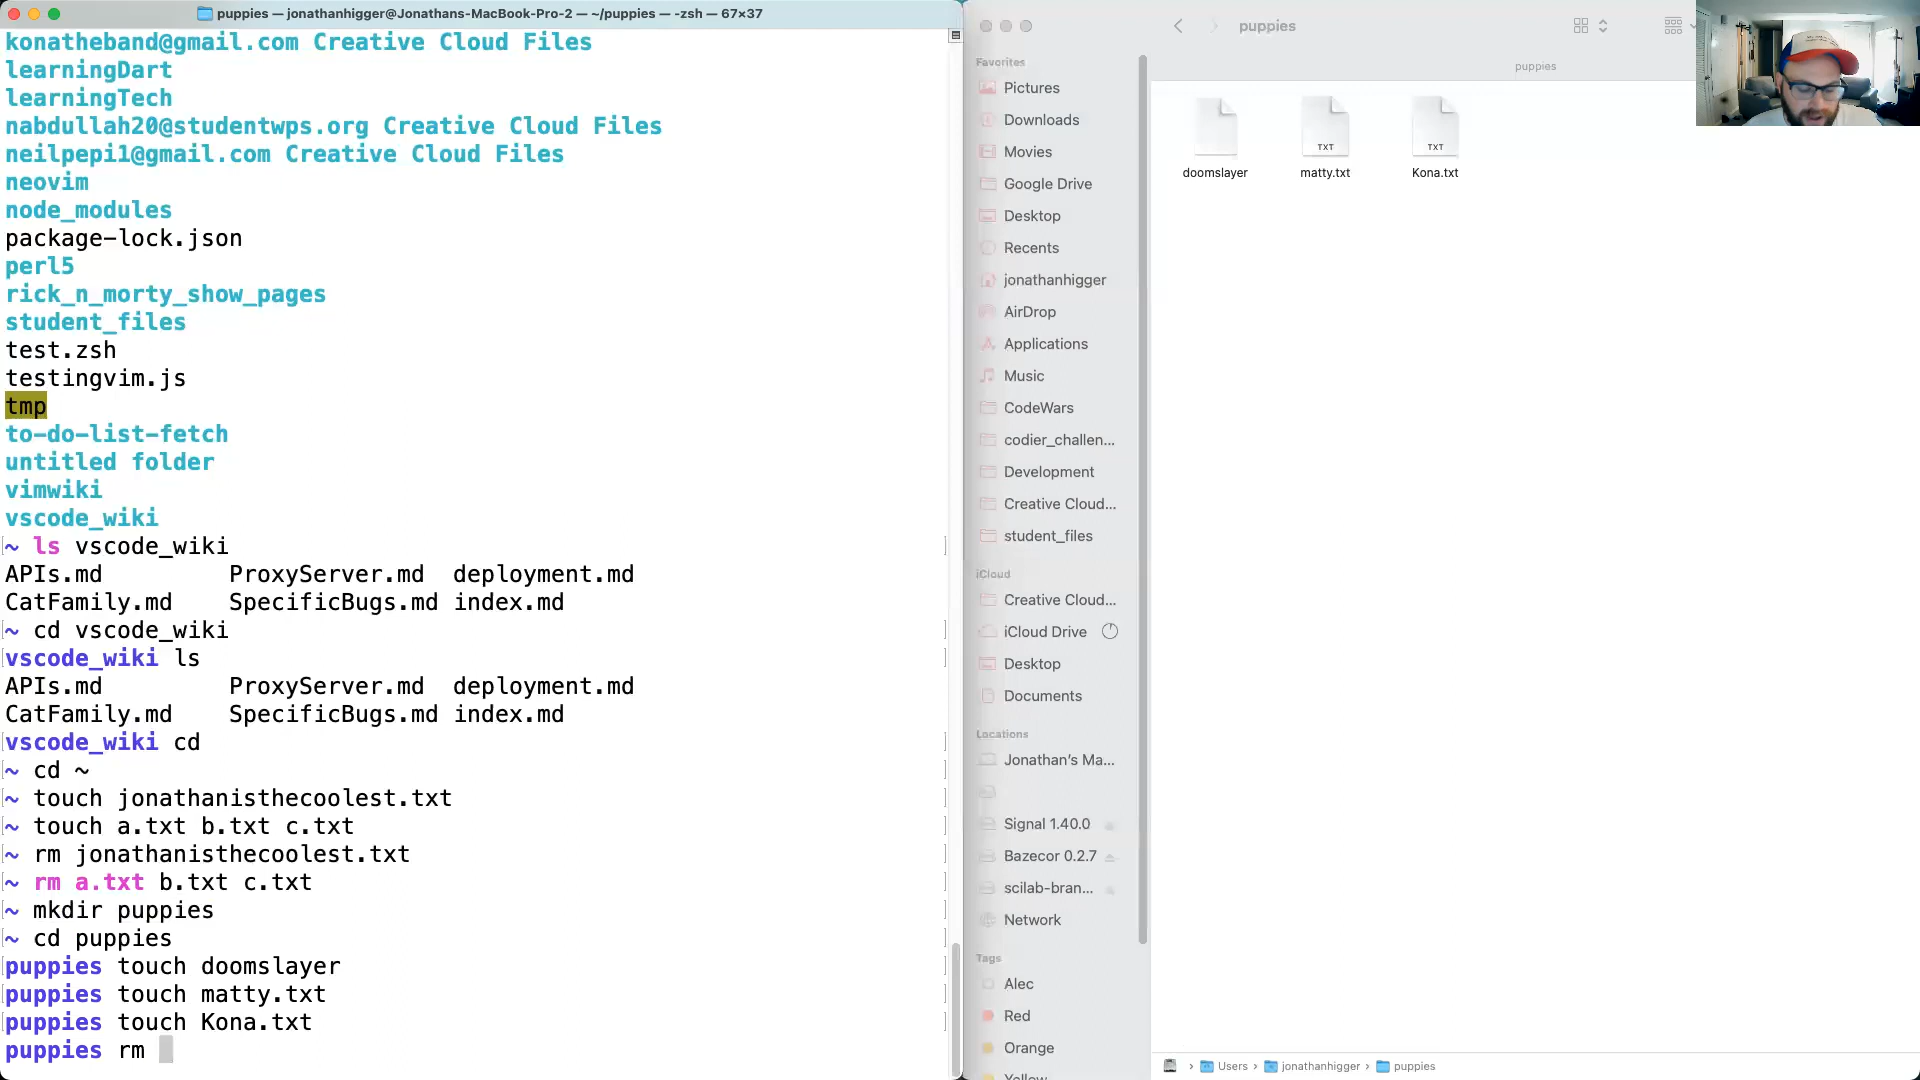 puppies — jonathanhigger@Jonathans-MacBook-Pro-2 — ~/puppies — -zsh — 67×37
konatheband@gmail.com Creative Cloud Files
learningDart
learningTech
nabdullah20@studentwps.org Creative Cloud Files
neilpepi1@gmail.com Creative Cloud Files
neovim
node_modules
package-lock.json
perl5
rick_n_morty_show_pages
student_files
test.zsh
testingvim.js
tmp
to-do-list-fetch
untitled folder
vimwiki
vscode_wiki
~ ls vscode_wiki
APIs.md ProxyServer.md deployment.md
CatFamily.md SpecificBugs.md index.md
~ cd vscode_wiki
vscode_wiki ls
APIs.md ProxyServer.md deployment.md
CatFamily.md SpecificBugs.md index.md
vscode_wiki cd
~ cd ~
~ touch jonathanisthecoolest.txt
~ touch a.txt b.txt c.txt
~ rm jonathanisthecoolest.txt
~ rm a.txt b.txt c.txt
~ mkdir puppies
~ cd puppies
puppies touch doomslayer
puppies touch matty.txt
puppies touch Kona.txt
puppies rm
puppies
Favorites
Pictures
Downloads
Movies
Google Drive
Desktop
Recents
jonathanhigger
AirDrop
Applications
Music
CodeWars
codier_challen...
Development
Creative Cloud...
student_files
iCloud
Creative Cloud...
iCloud Drive
Desktop
Documents
Locations
Jonathan's Ma...
Signal 1.40.0
Bazecor 0.2.7
scilab-bran...
Network
Tags
Alec
Red
Orange
Yellow
puppies
TXT
TXT
doomslayer
matty.txt
Kona.txt
Users › jonathanhigger › puppies